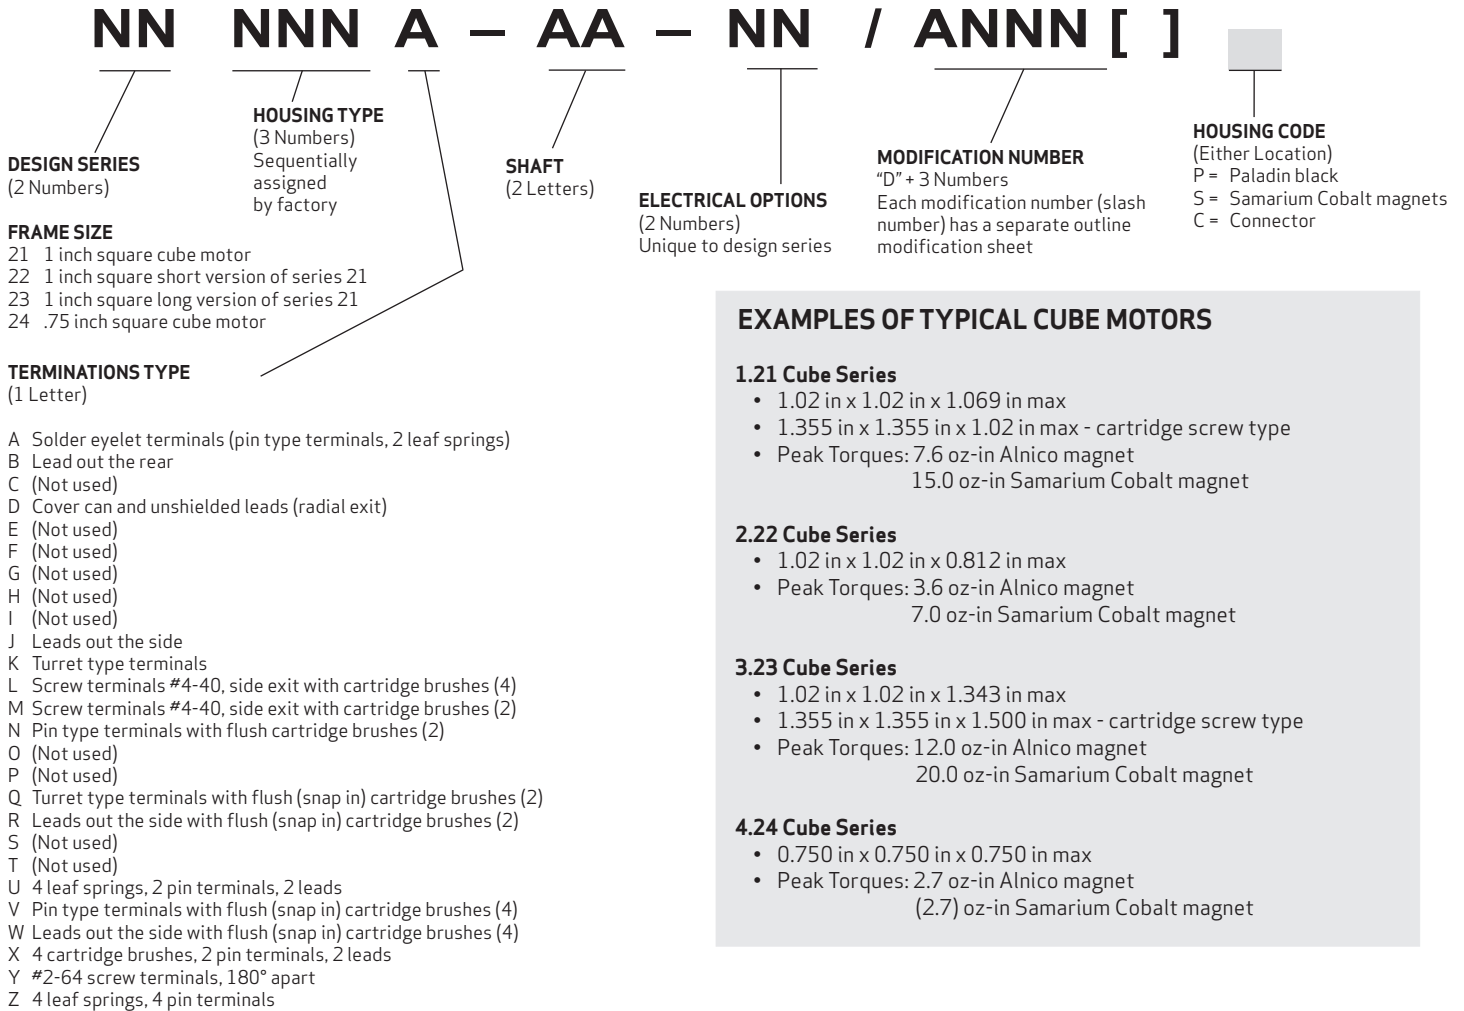 NN NNN A – AA – NN / ANNN [ ]
DESIGN SERIES
(2 Numbers)
HOUSING TYPE
(3 Numbers)
Sequentially
assigned
by factory
SHAFT
(2 Letters)
ELECTRICAL OPTIONS
(2 Numbers)
Unique to design series
MODIFICATION NUMBER
“D” + 3 Numbers
Each modification number (slash
number) has a separate outline
modification sheet
HOUSING CODE
(Either Location)
P = Paladin black
S = Samarium Cobalt magnets
C = Connector
FRAME SIZE
21 1 inch square cube motor
22 1 inch square short version of series 21
23 1 inch square long version of series 21
24 .75 inch square cube motor
TERMINATIONS TYPE
(1 Letter)
A Solder eyelet terminals (pin type terminals, 2 leaf springs)
B Lead out the rear
C (Not used)
D Cover can and unshielded leads (radial exit)
E (Not used)
F (Not used)
G (Not used)
H (Not used)
I (Not used)
J Leads out the side
K Turret type terminals
L Screw terminals #4-40, side exit with cartridge brushes (4)
M Screw terminals #4-40, side exit with cartridge brushes (2)
N Pin type terminals with flush cartridge brushes (2)
O (Not used)
P (Not used)
Q Turret type terminals with flush (snap in) cartridge brushes (2)
R Leads out the side with flush (snap in) cartridge brushes (2)
S (Not used)
T (Not used)
U 4 leaf springs, 2 pin terminals, 2 leads
V Pin type terminals with flush (snap in) cartridge brushes (4)
W Leads out the side with flush (snap in) cartridge brushes (4)
X 4 cartridge brushes, 2 pin terminals, 2 leads
Y #2-64 screw terminals, 180° apart
Z 4 leaf springs, 4 pin terminals
EXAMPLES OF TYPICAL CUBE MOTORS
1.21 Cube Series
• 1.02 in x 1.02 in x 1.069 in max
• 1.355 in x 1.355 in x 1.02 in max - cartridge screw type
• Peak Torques: 7.6 oz-in Alnico magnet
15.0 oz-in Samarium Cobalt magnet
2.22 Cube Series
• 1.02 in x 1.02 in x 0.812 in max
• Peak Torques: 3.6 oz-in Alnico magnet
7.0 oz-in Samarium Cobalt magnet
3.23 Cube Series
• 1.02 in x 1.02 in x 1.343 in max
• 1.355 in x 1.355 in x 1.500 in max - cartridge screw type
• Peak Torques: 12.0 oz-in Alnico magnet
20.0 oz-in Samarium Cobalt magnet
4.24 Cube Series
• 0.750 in x 0.750 in x 0.750 in max
• Peak Torques: 2.7 oz-in Alnico magnet
(2.7) oz-in Samarium Cobalt magnet